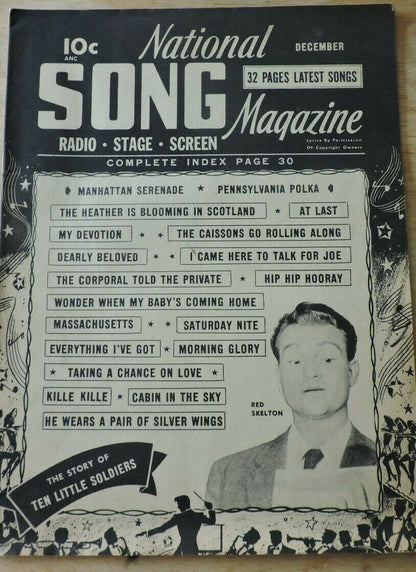 10c
ANC
National
DECEMBER
SONG
32 PAGES LATEST SONGS
Magazine
RADIO · STAGE · SCREEN
Lyrics By Permission
Of Copyright Owners
COMPLETE INDEX PAGE 30
MANHATTAN SERENADE ★ PENNSYLVANIA POLKA
THE HEATHER IS BLOOMING IN SCOTLAND ★ AT LAST
MY DEVOTION ★ ★ THE CAISSONS GO ROLLING ALONG
DEARLY BELOVED ★ ★ I CAME HERE TO TALK FOR JOE
THE CORPORAL TOLD THE PRIVATE ★ HIP HIP HOORAY
WONDER WHEN MY BABY'S COMING HOME
MASSACHUSETTS ★ ★ SATURDAY NITE
EVERYTHING I'VE GOT ★ MORNING GLORY
★ TAKING A CHANCE ON LOVE ★
KILLE KILLE ★ CABIN IN THE SKY
HE WEARS A PAIR OF SILVER WINGS
RED
SKELTON
THE STORY OF
TEN LITTLE SOLDIERS